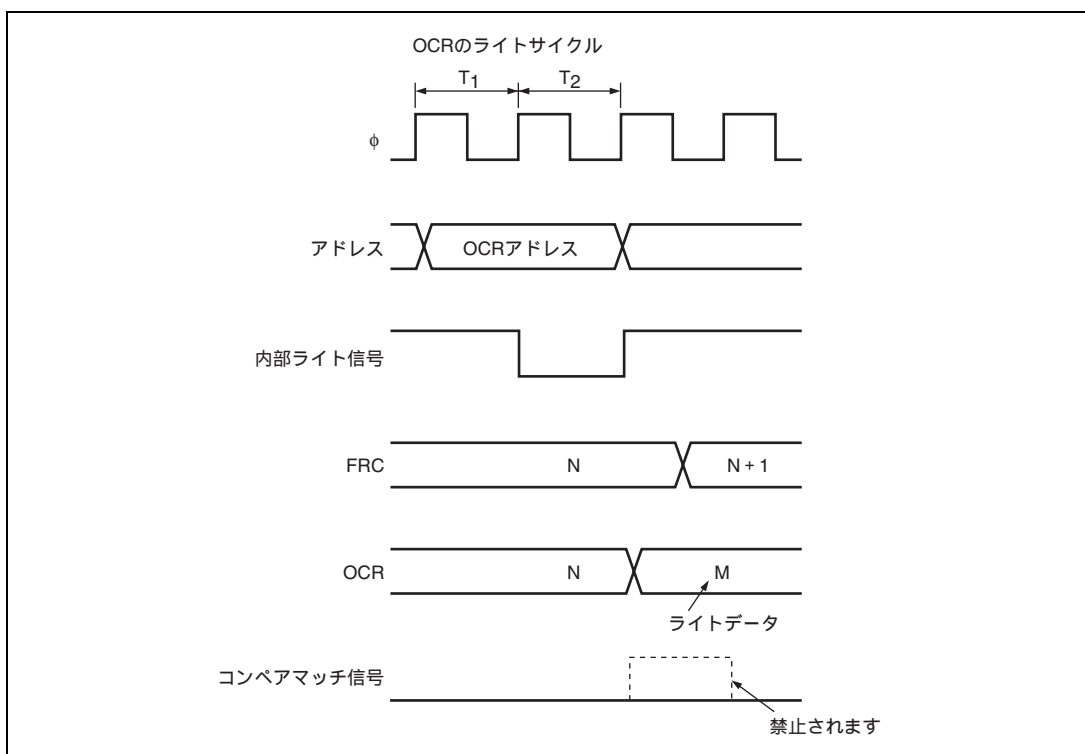 OCRのライトサイクル
T1 T2
φ
アドレス OCRアドレス
内部ライト信号
FRC N N + 1
OCR N M
ライトデータ
コンペアマッチ信号
禁止されます